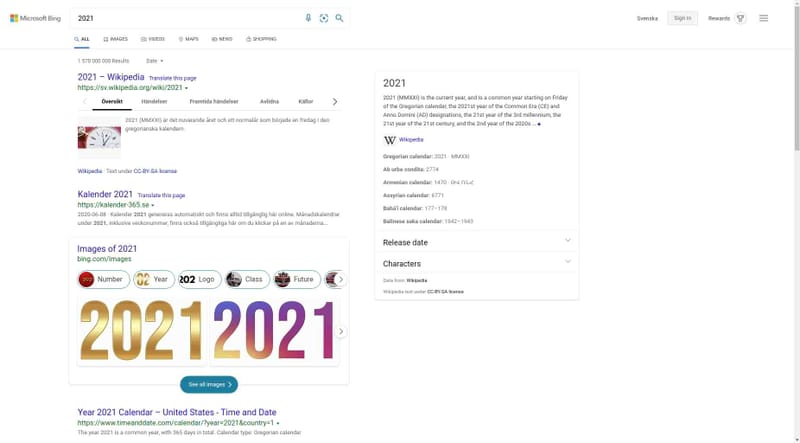 Microsoft Bing
2021
Svenska
Sign in
Rewards
ALL
IMAGES
VIDEOS
MAPS
NEWS
SHOPPING
1 570 000 000 Results
Date
2021 – Wikipedia
Translate this page
https://sv.wikipedia.org/wiki/2021
Översikt
Händelser
Framtida händelser
Avlidna
Källor
2021 (MMXXI) är det nuvarande året och ett normalår som började en fredag i den
gregorianska kalendern.
Wikipedia · Text under CC-BY-SA license
Kalender 2021
Translate this page
https://kalender-365.se
2020-06-08 · Kalender 2021 genereras automatiskt och finns alltid tillgänglig här online. Månadskalendrar
under 2021, inklusive veckonummer, finns också tillgängliga här om du klickar på en av månaderna...
Images of 2021
bing.com/images
Number
Year
202
Logo
Class
Future
2021
2021
See all images
Year 2021 Calendar – United States - Time and Date
https://www.timeanddate.com/calendar/?year=2021&country=1
The year 2021 is a common year, with 365 days in total. Calendar type: Gregorian calendar
2021
2021 (MMXXI) is the current year, and is a common year starting on Friday
of the Gregorian calendar, the 2021st year of the Common Era (CE) and
Anno Domini (AD) designations, the 21st year of the 3rd millennium, the
21st year of the 21st century, and the 2nd year of the 2020s ...
W
Wikipedia
Gregorian calendar: 2021 · MMXXI
Ab urbe condita: 2774
Armenian calendar: 1470 ·
Assyrian calendar: 6771
Bahá'í calendar: 177–178
Balinese saka calendar: 1942–1943
Release date
Characters
Data from: Wikipedia
Wikipedia text under CC-BY-SA license